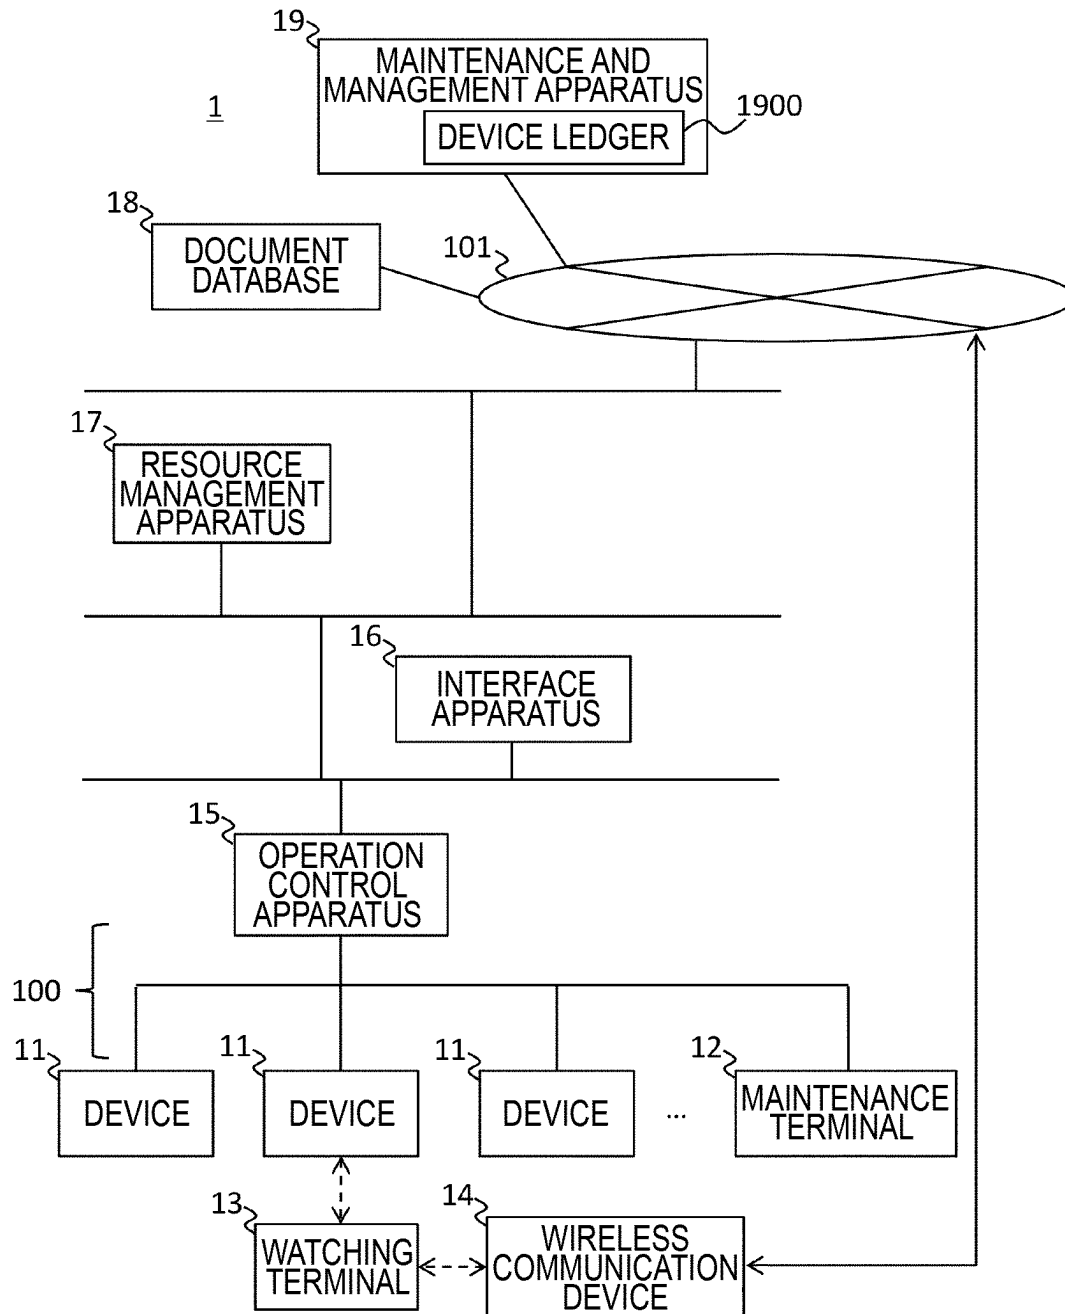 19
MAINTENANCE AND
MANAGEMENT APPARATUS
1
1900
DEVICE LEDGER
18
DOCUMENT
DATABASE
101
17
RESOURCE
MANAGEMENT
APPARATUS
16
INTERFACE
APPARATUS
15
OPERATION
CONTROL
APPARATUS
100
11
DEVICE
11
DEVICE
11
DEVICE
...
12
MAINTENANCE
TERMINAL
13
WATCHING
TERMINAL
14
WIRELESS
COMMUNICATION
DEVICE